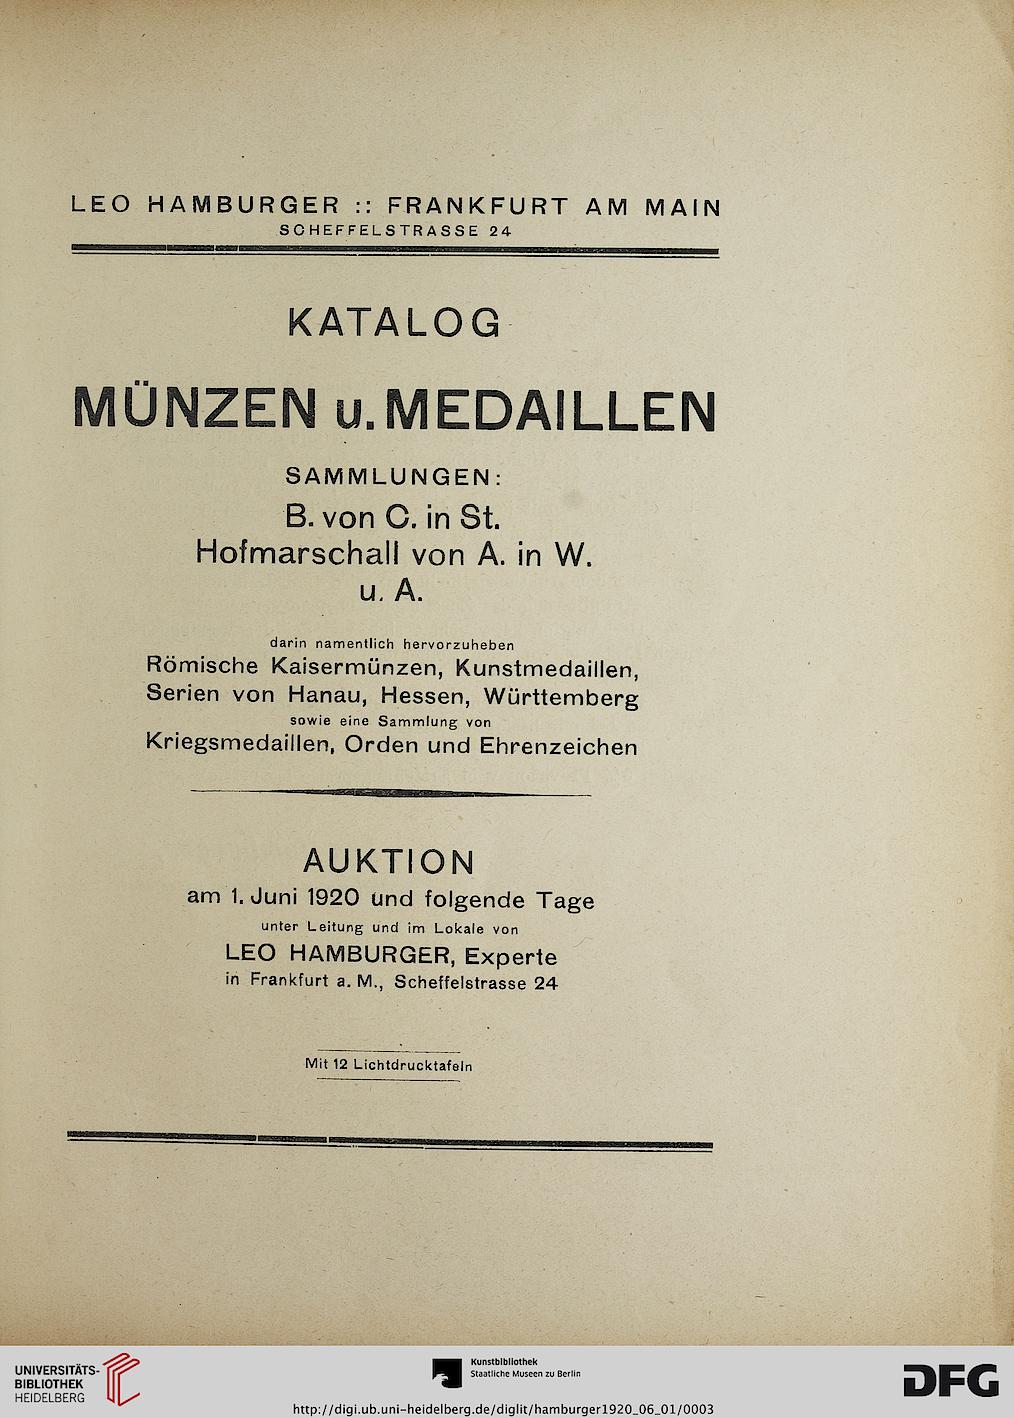 LEO HAMBURGER :: FRANKFURT AM MAIN
SCHEFFELSTRASSE 24
KATALOG
MÜNZEN u. MEDAILLEN
SAMMLUNGEN:
B. von C. in St.
Hofmarschall von A. in W.
u. A.
darin namentlich hervorzuheben
Römische Kaisermünzen, Kunstmedaillen,
Serien von Hanau, Hessen, Württemberg
sowie eine Sammlung von
Kriegsmedaillen, Orden und Ehrenzeichen
AUKTION
am 1. Juni 1920 und folgende Tage
unter Leitung und im Lokale von
LEO HAMBURGER, Experte
in Frankfurt a. M., Scheffelstrasse 24
Mit 12 Lichtdrucktafeln
UNIVERSITÄTS-
BIBLIOTHEK
HEIDELBERG
Kunstbibliothek
Staatliche Museen zu Berlin
DFG
http://digi.ub.uni-heidelberg.de/diglit/hamburger1920_06_01/0003